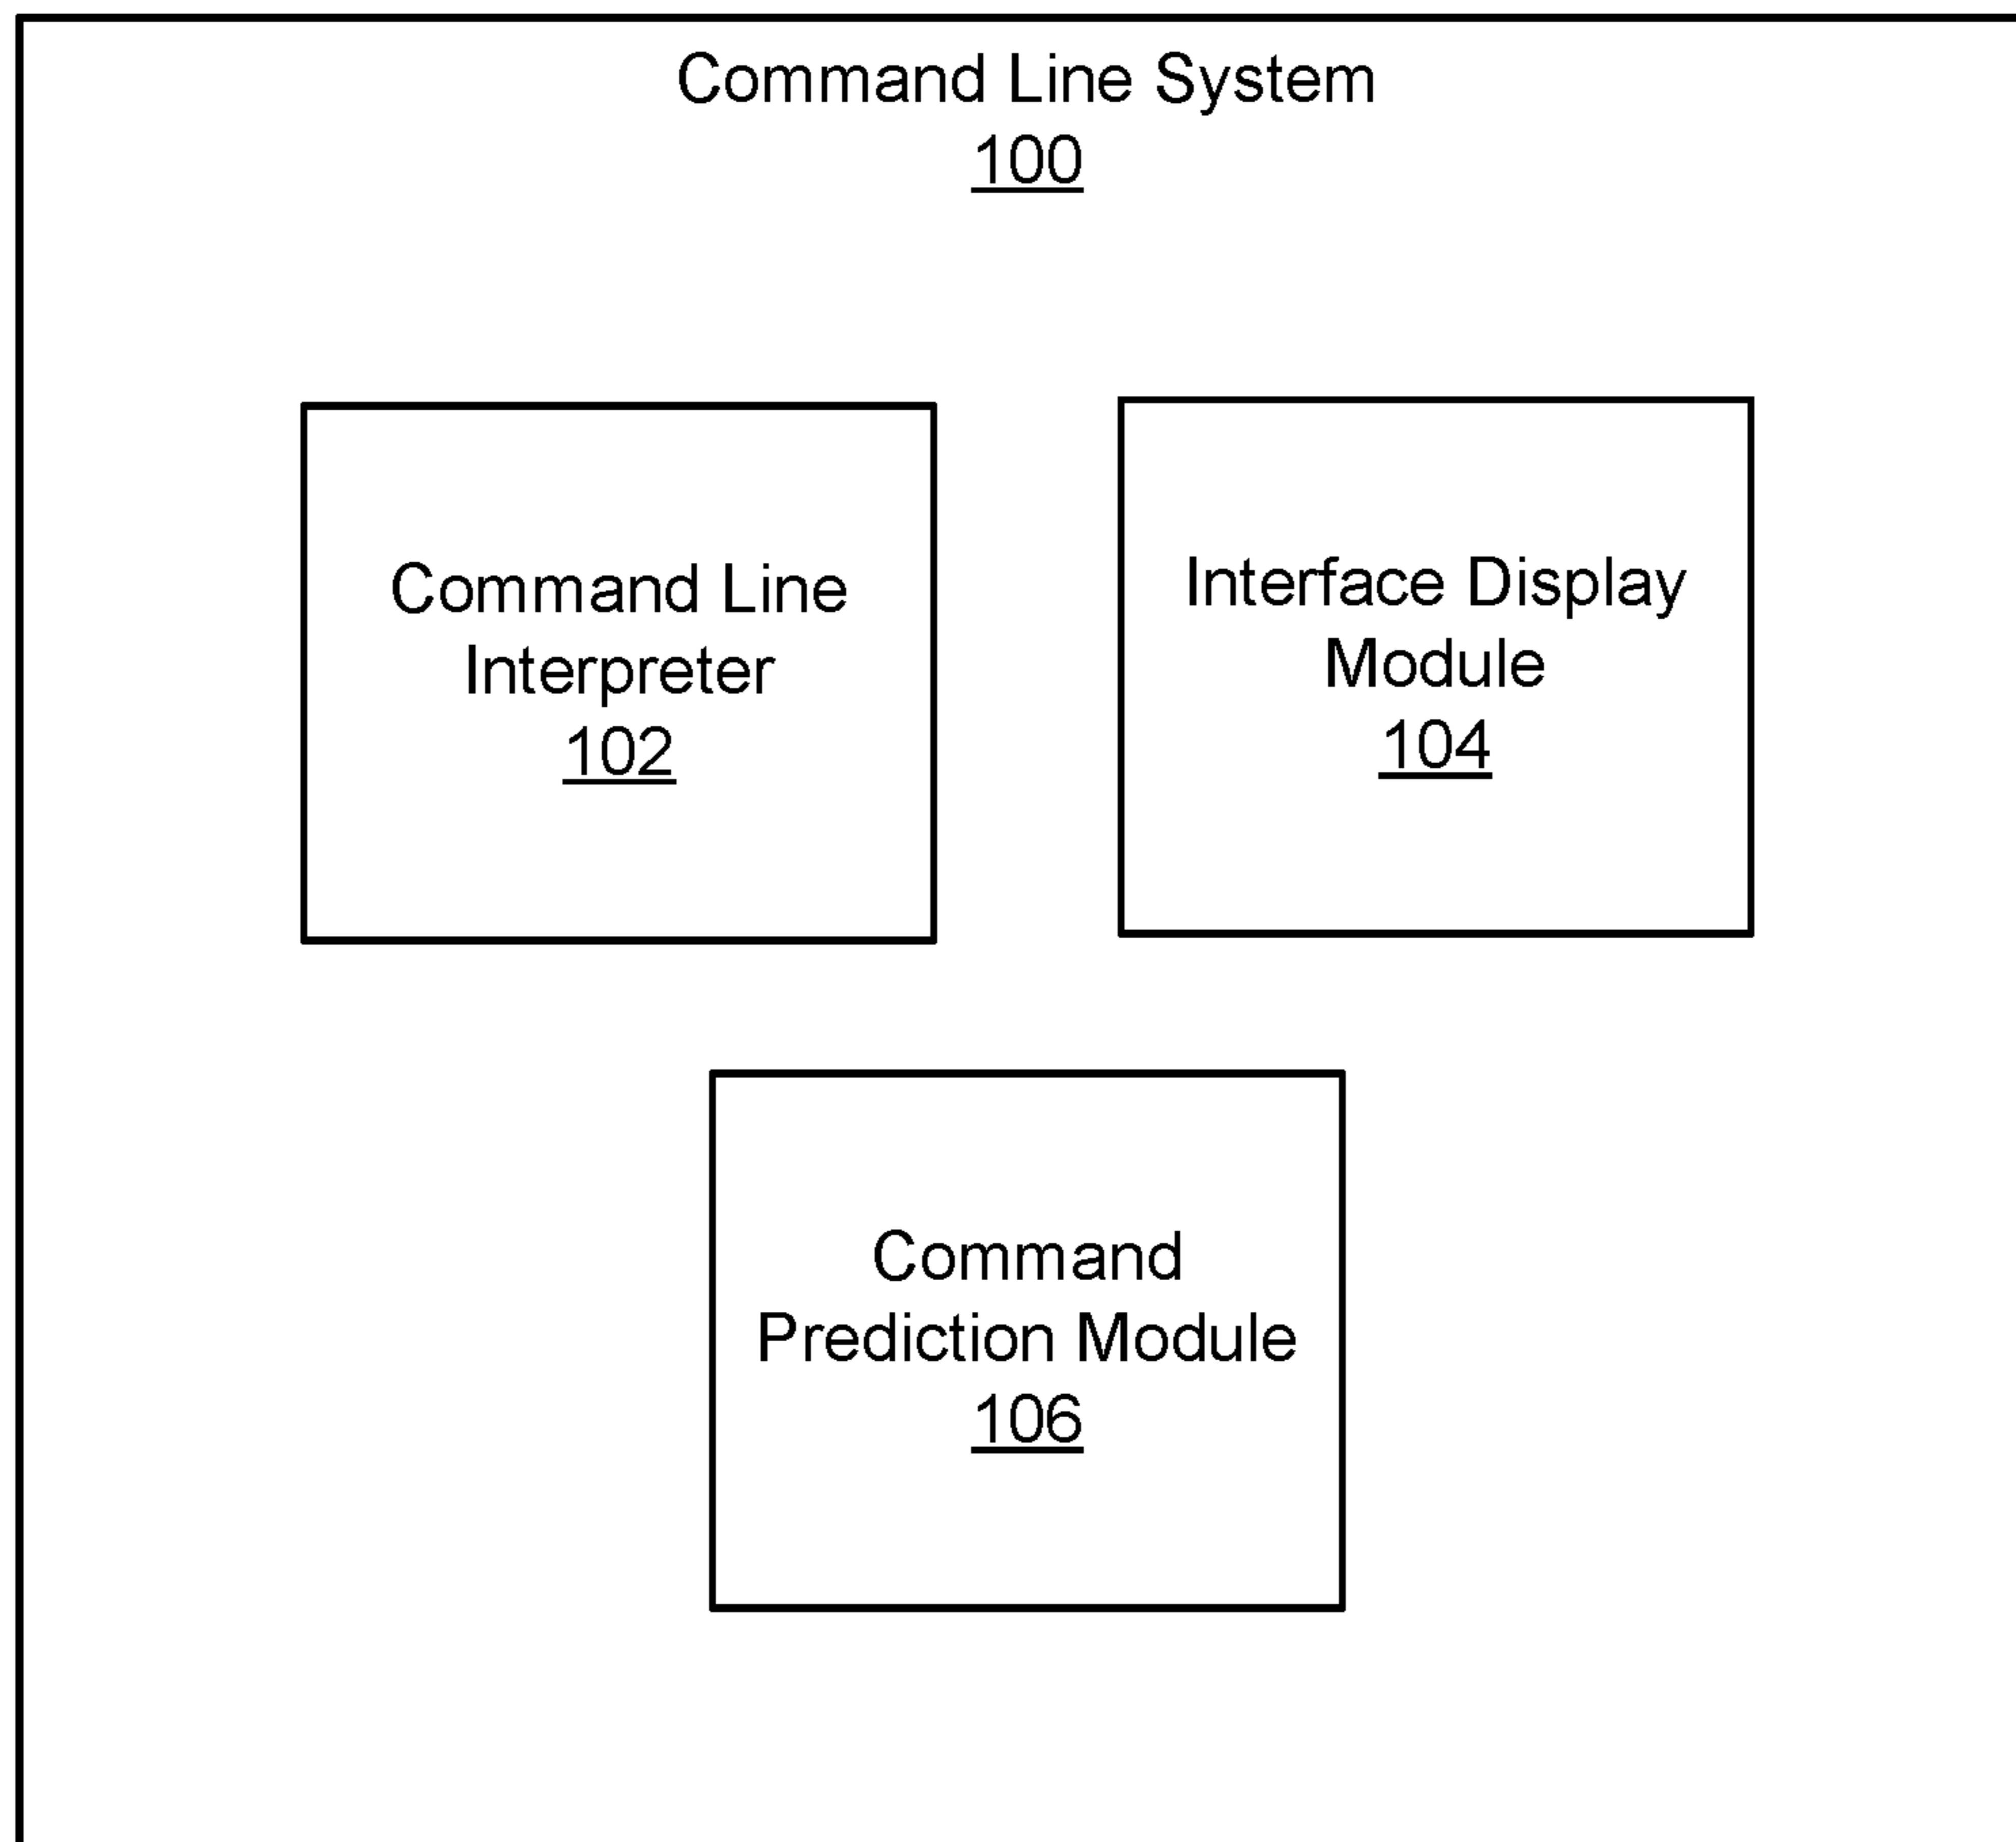 Command Line System
100
Command Line
Interpreter
102
Interface Display
Module
104
Command
Prediction Module
106